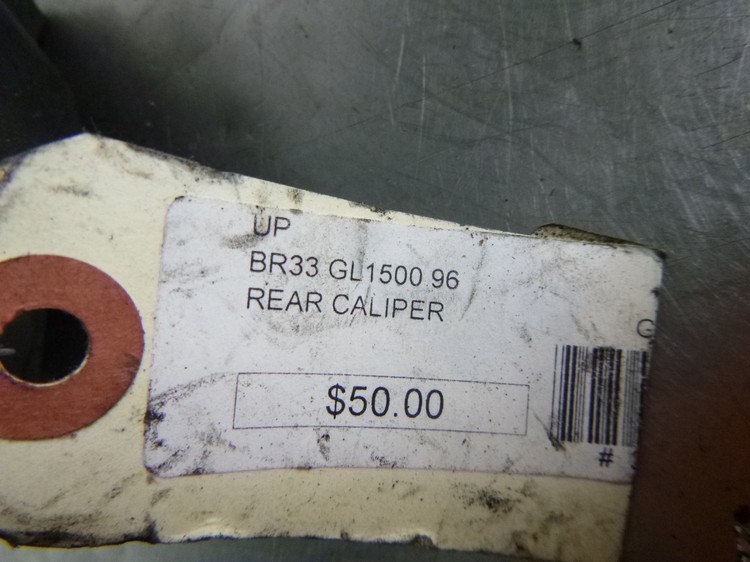 UP
BR33 GL1500 96
REAR CALIPER
G
$50.00
#